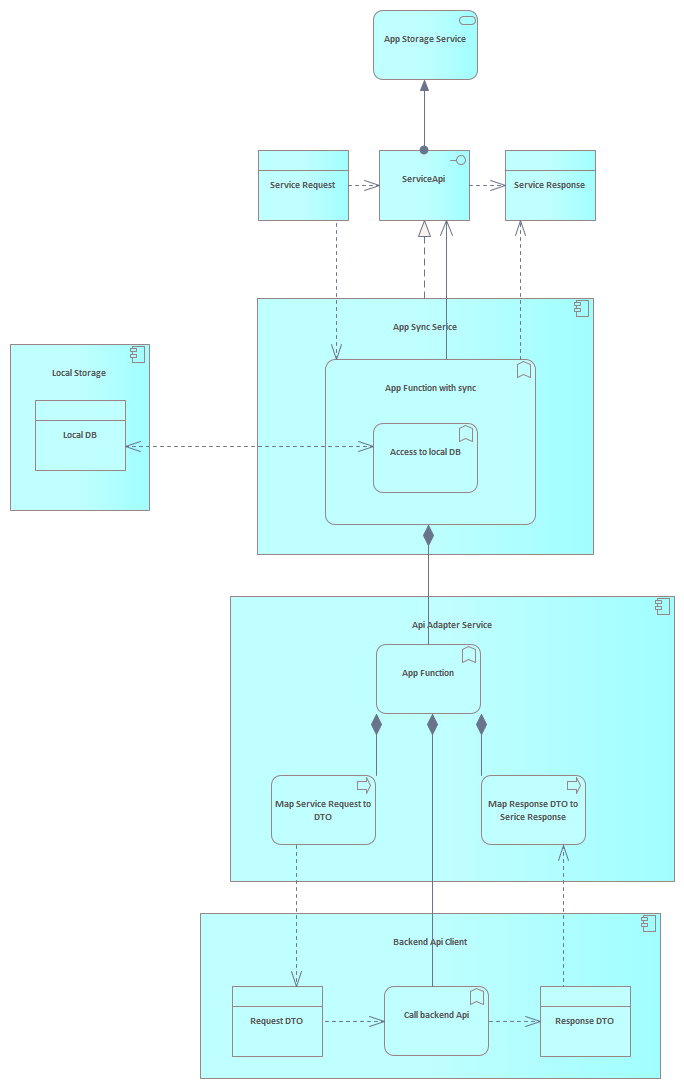 App Storage Service
Service Request
ServiceApi
Service Response
App Sync Serice
Local Storage
App Function with sync
Local DB
Access to local DB
Api Adapter Service
App Function
Map Service Request to
DTO
Map Response DTO to
Serice Response
Backend Api Client
Request DTO
Call backend Api
Response DTO